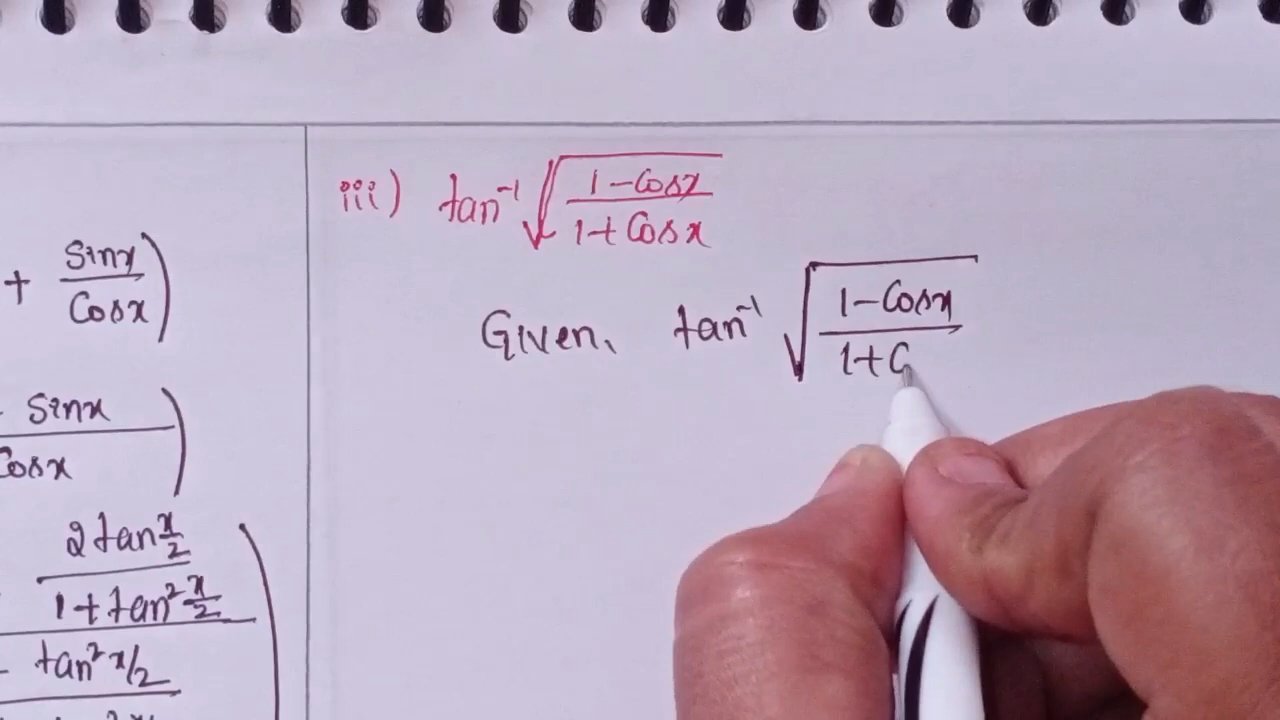 iii) tan⁻¹ √(1-Cosx / 1+Cosx)
Given, tan⁻¹ √(1-Cosx / 1+C
+ Sinx / Cosx )
Sinx / Cosx )
2tan x/2
1+tan² x/2
tan² x/2